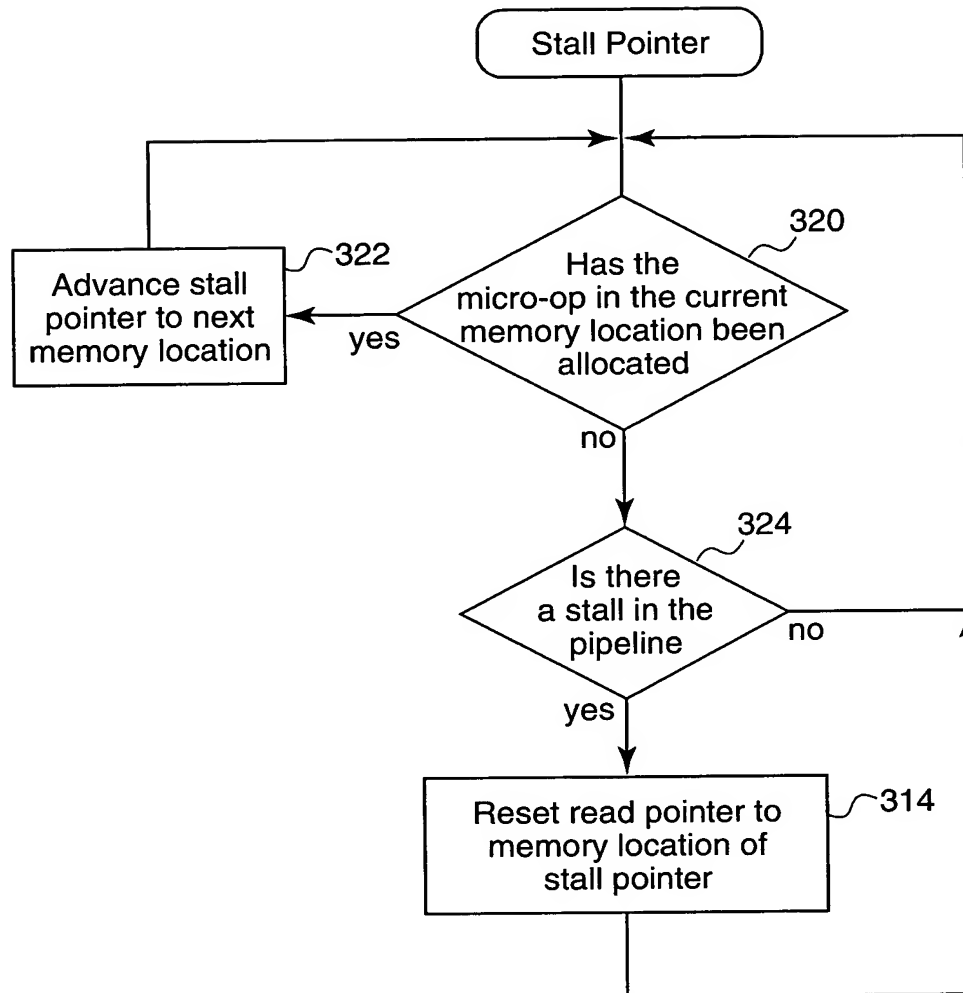 Stall Pointer
320
Has the
micro-op in the current
memory location been
allocated
322
Advance stall
pointer to next
memory location
yes
no
324
Is there
a stall in the
pipeline
no
yes
314
Reset read pointer to
memory location of
stall pointer